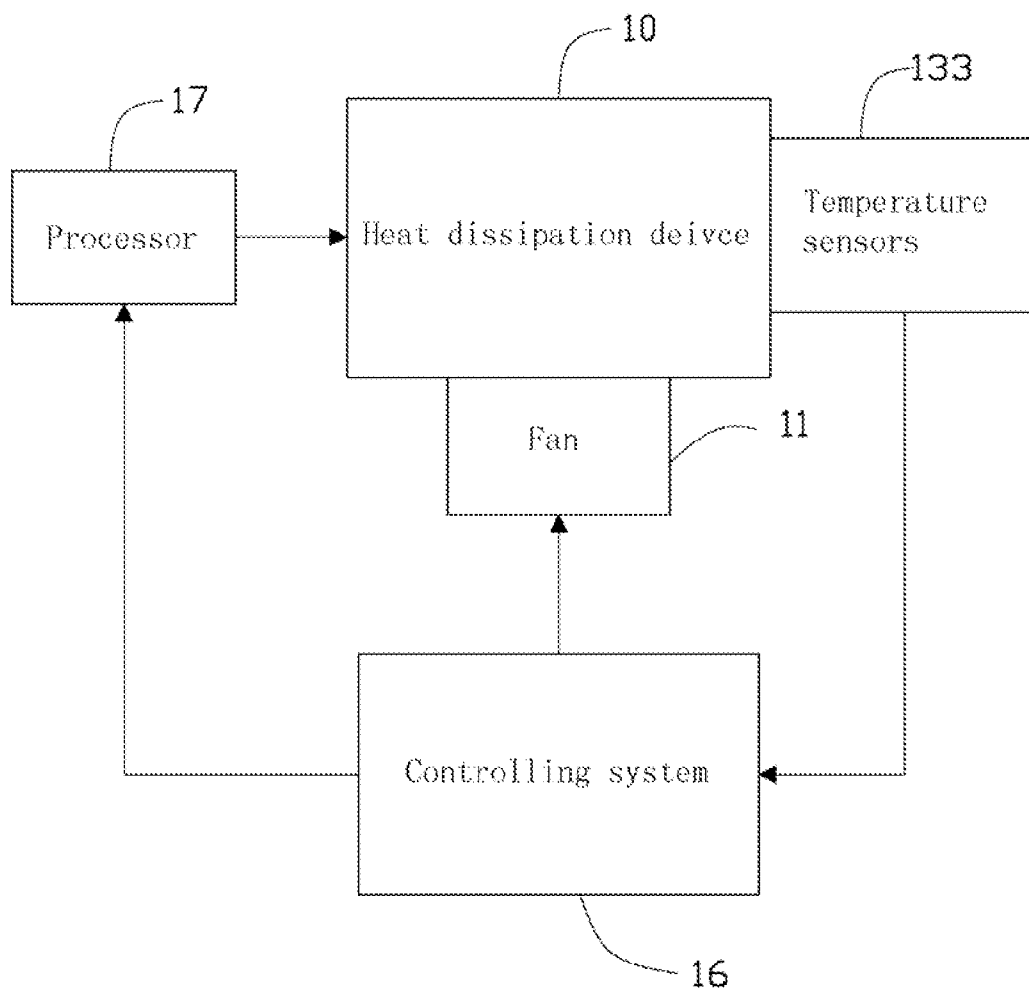 10
133
17
Processor
Heat dissipation deivce
Temperature
sensors
Fan
11
Controlling system
16